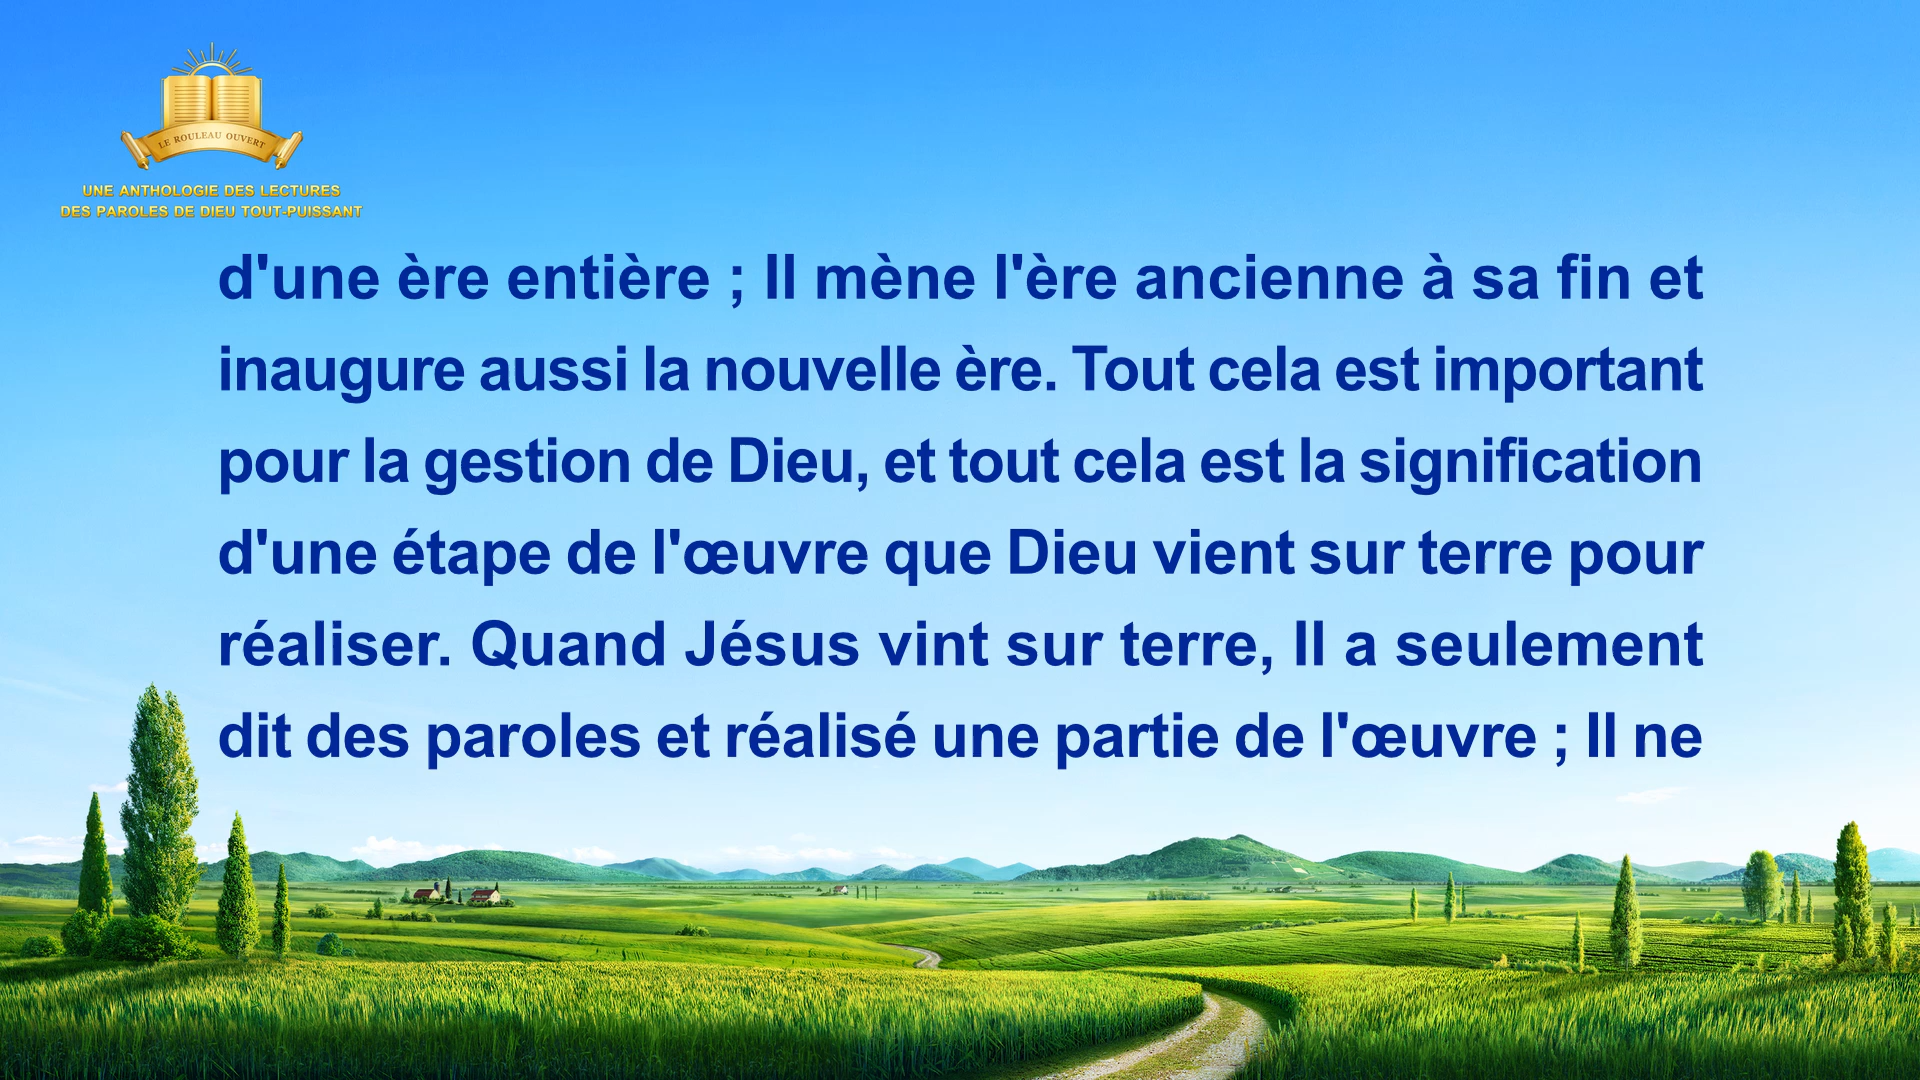 LE ROULEAU OUVERT
UNE ANTHOLOGIE DES LECTURES
DES PAROLES DE DIEU TOUT-PUISSANT
d'une ère entière ; Il mène l'ère ancienne à sa fin et
inaugure aussi la nouvelle ère. Tout cela est important
pour la gestion de Dieu, et tout cela est la signification
d'une étape de l'œuvre que Dieu vient sur terre pour
réaliser. Quand Jésus vint sur terre, Il a seulement
dit des paroles et réalisé une partie de l'œuvre ; Il ne